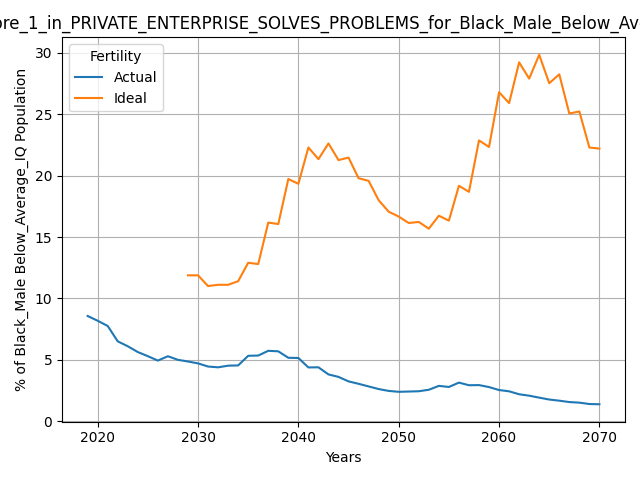 ore_1_in_PRIVATE_ENTERPRISE_SOLVES_PROBLEMS_for_Black_Male_Below_Av
Fertility
Actual
Ideal
% of Black_Male Below_Average_IQ Population
30
25
20
15
10
5
0
2020 2030 2040 2050 2060 2070
Years